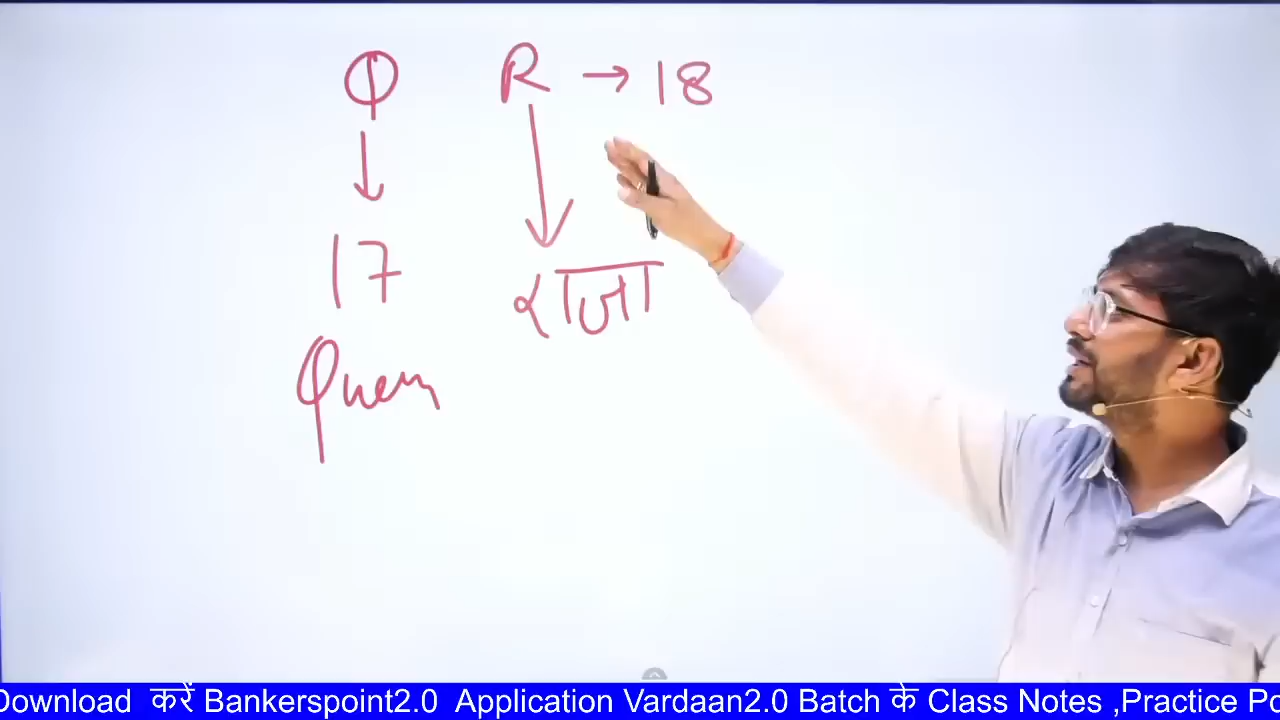 Q R → 18
↓ ↓
17 राजा
Queen
Download करें Bankerspoint2.0 Application Vardaan2.0 Batch के Class Notes ,Practice Po